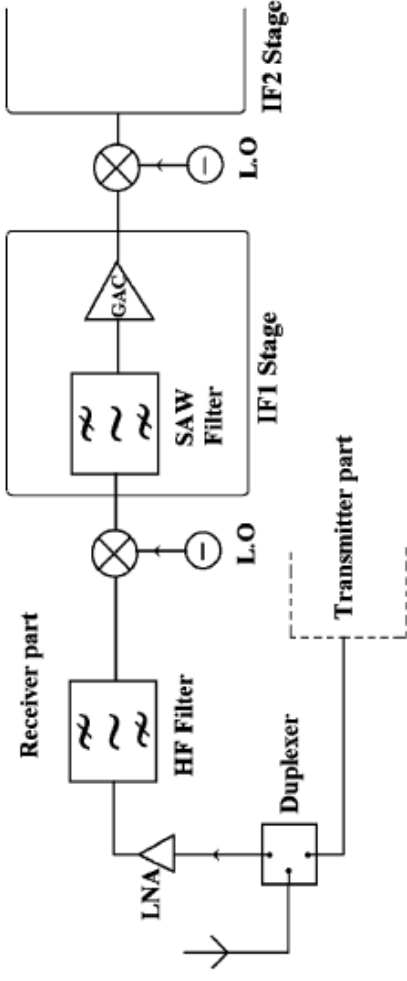 Receiver part
LNA
HF Filter
L.O
GAC
SAW
Filter
IF1 Stage
L.O
IF2 Stage
Duplexer
Transmitter part